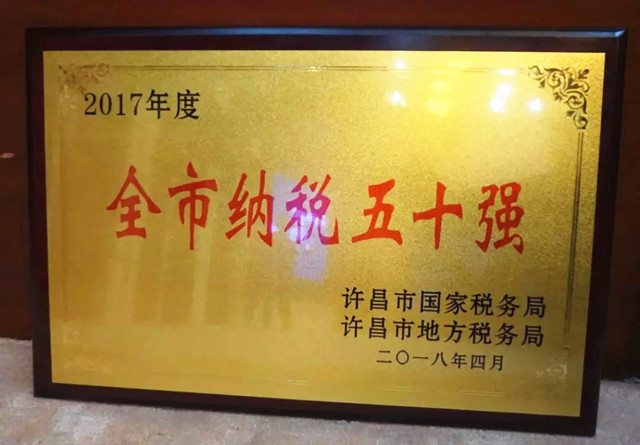 2017年度
全市纳税五十强
许昌市国家税务局
许昌市地方税务局
二〇一八年四月